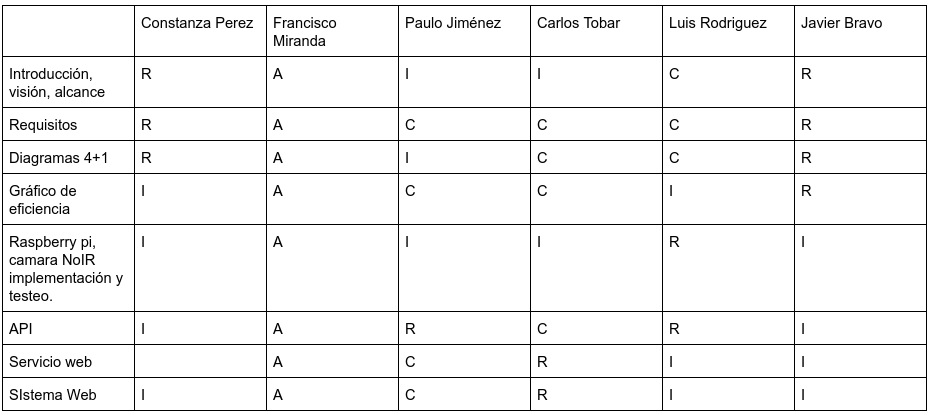 Constanza Perez Francisco Paulo Jiménez Carlos Tobar Luis Rodriguez Javier Bravo
Miranda
Introducción, R A I I C R
visión, alcance
Requisitos R A C C C R
Diagramas 4+1 R A I C C R
Gráfico de I A C C I R
eficiencia
Raspberry pi, I A I I R I
camara NoIR
implementación y
testeo.
API I A R C R I
Servicio web A C R I I
SIstema Web I A C R I I